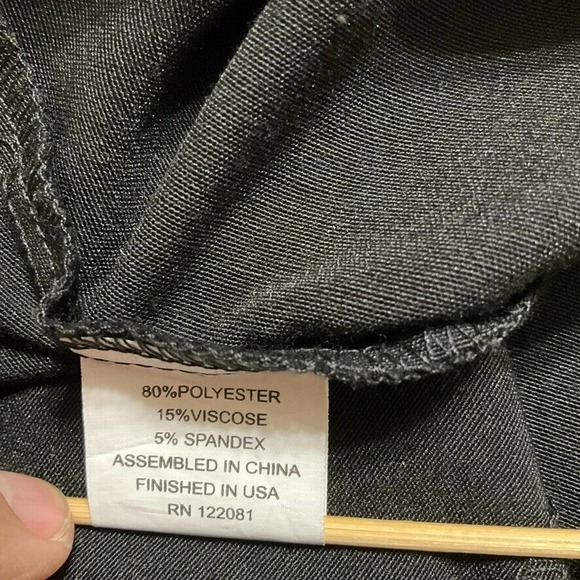 80%POLYESTER
15%VISCOSE
5% SPANDEX
ASSEMBLED IN CHINA
FINISHED IN USA
RN 122081